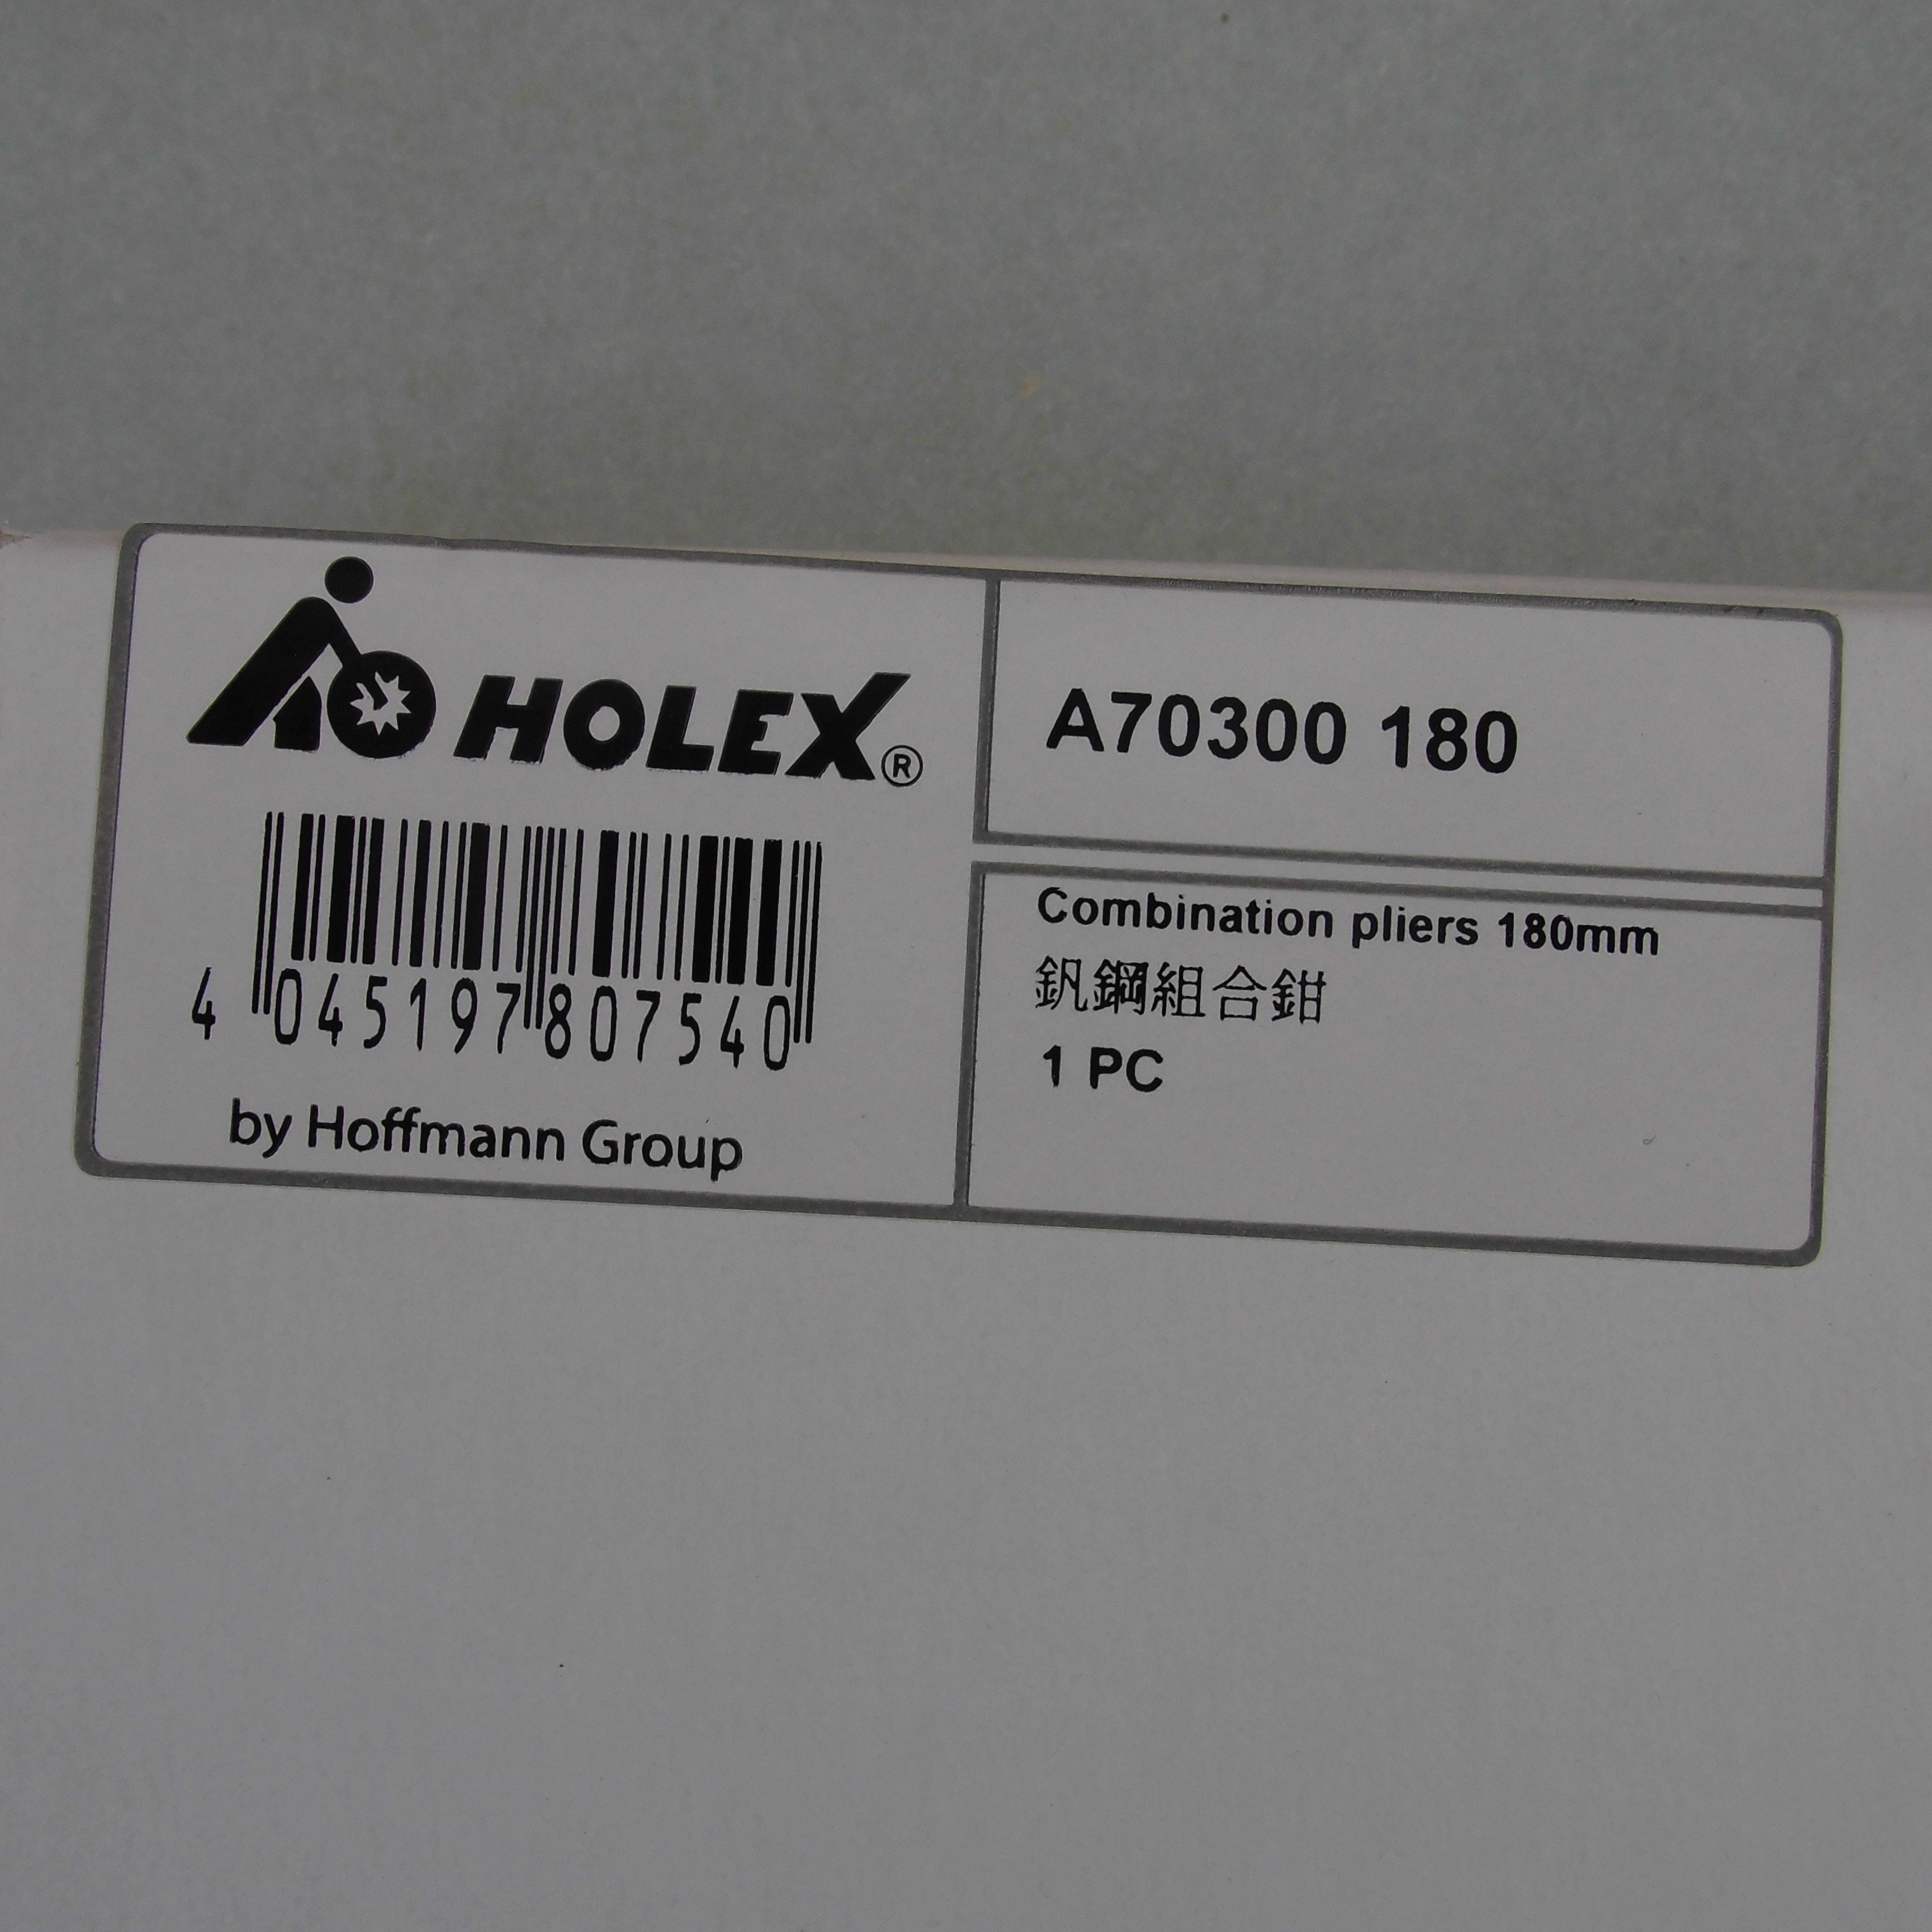 HOLEX®
4 045197 807540
by Hoffmann Group
A70300 180
Combination pliers 180mm
釩鋼組合鉗
1 PC